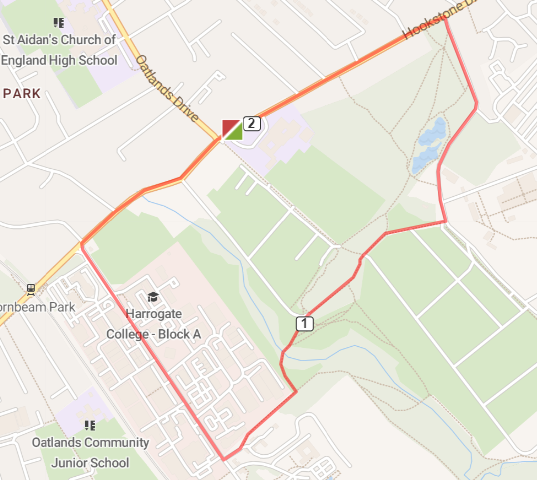 Hookstone D
St Aidan's Church of
England High School
Oatlands Drive
PARK
2
ornbeam Park
Harrogate
College - Block A
1
Oatlands Community
Junior School